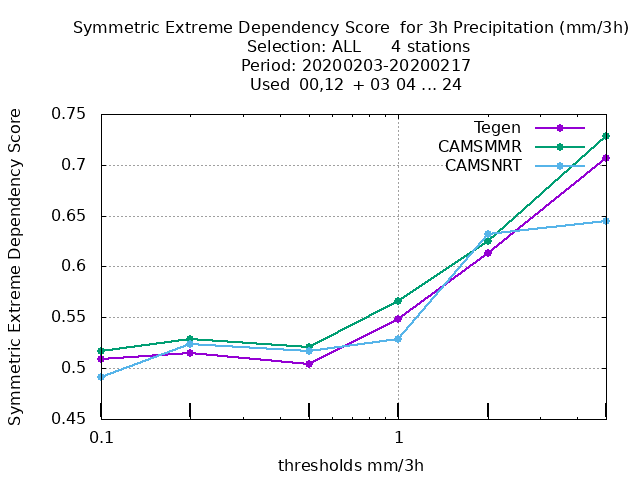 Symmetric Extreme Dependency Score  for 3h Precipitation (mm/3h)
Selection: ALL      4 stations
Period: 20200203-20200217
Used  00,12  + 03 04 ... 24
Symmetric Extreme Dependency Score
0.75
0.7
0.65
0.6
0.55
0.5
0.45
Tegen
CAMSMMR
CAMSNRT
0.1
1
thresholds mm/3h